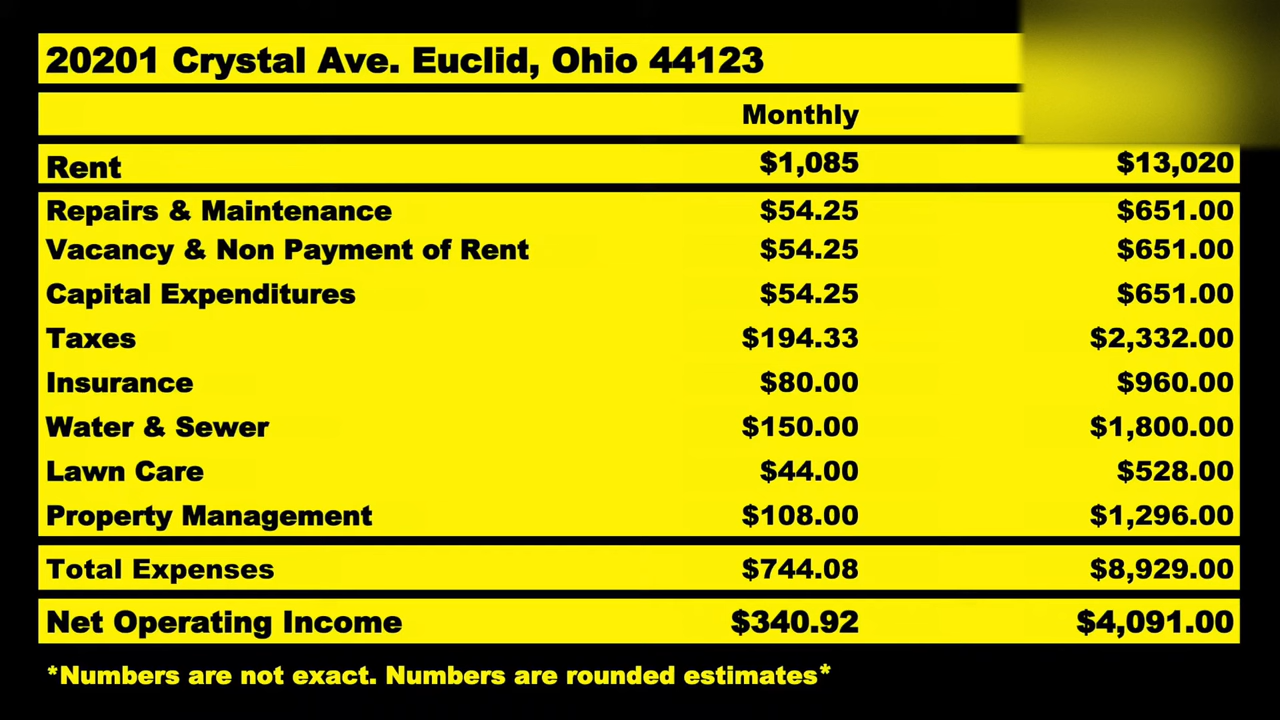 20201 Crystal Ave. Euclid, Ohio 44123
Monthly
Rent $1,085 $13,020
Repairs & Maintenance $54.25 $651.00
Vacancy & Non Payment of Rent $54.25 $651.00
Capital Expenditures $54.25 $651.00
Taxes $194.33 $2,332.00
Insurance $80.00 $960.00
Water & Sewer $150.00 $1,800.00
Lawn Care $44.00 $528.00
Property Management $108.00 $1,296.00
Total Expenses $744.08 $8,929.00
Net Operating Income $340.92 $4,091.00
*Numbers are not exact. Numbers are rounded estimates*